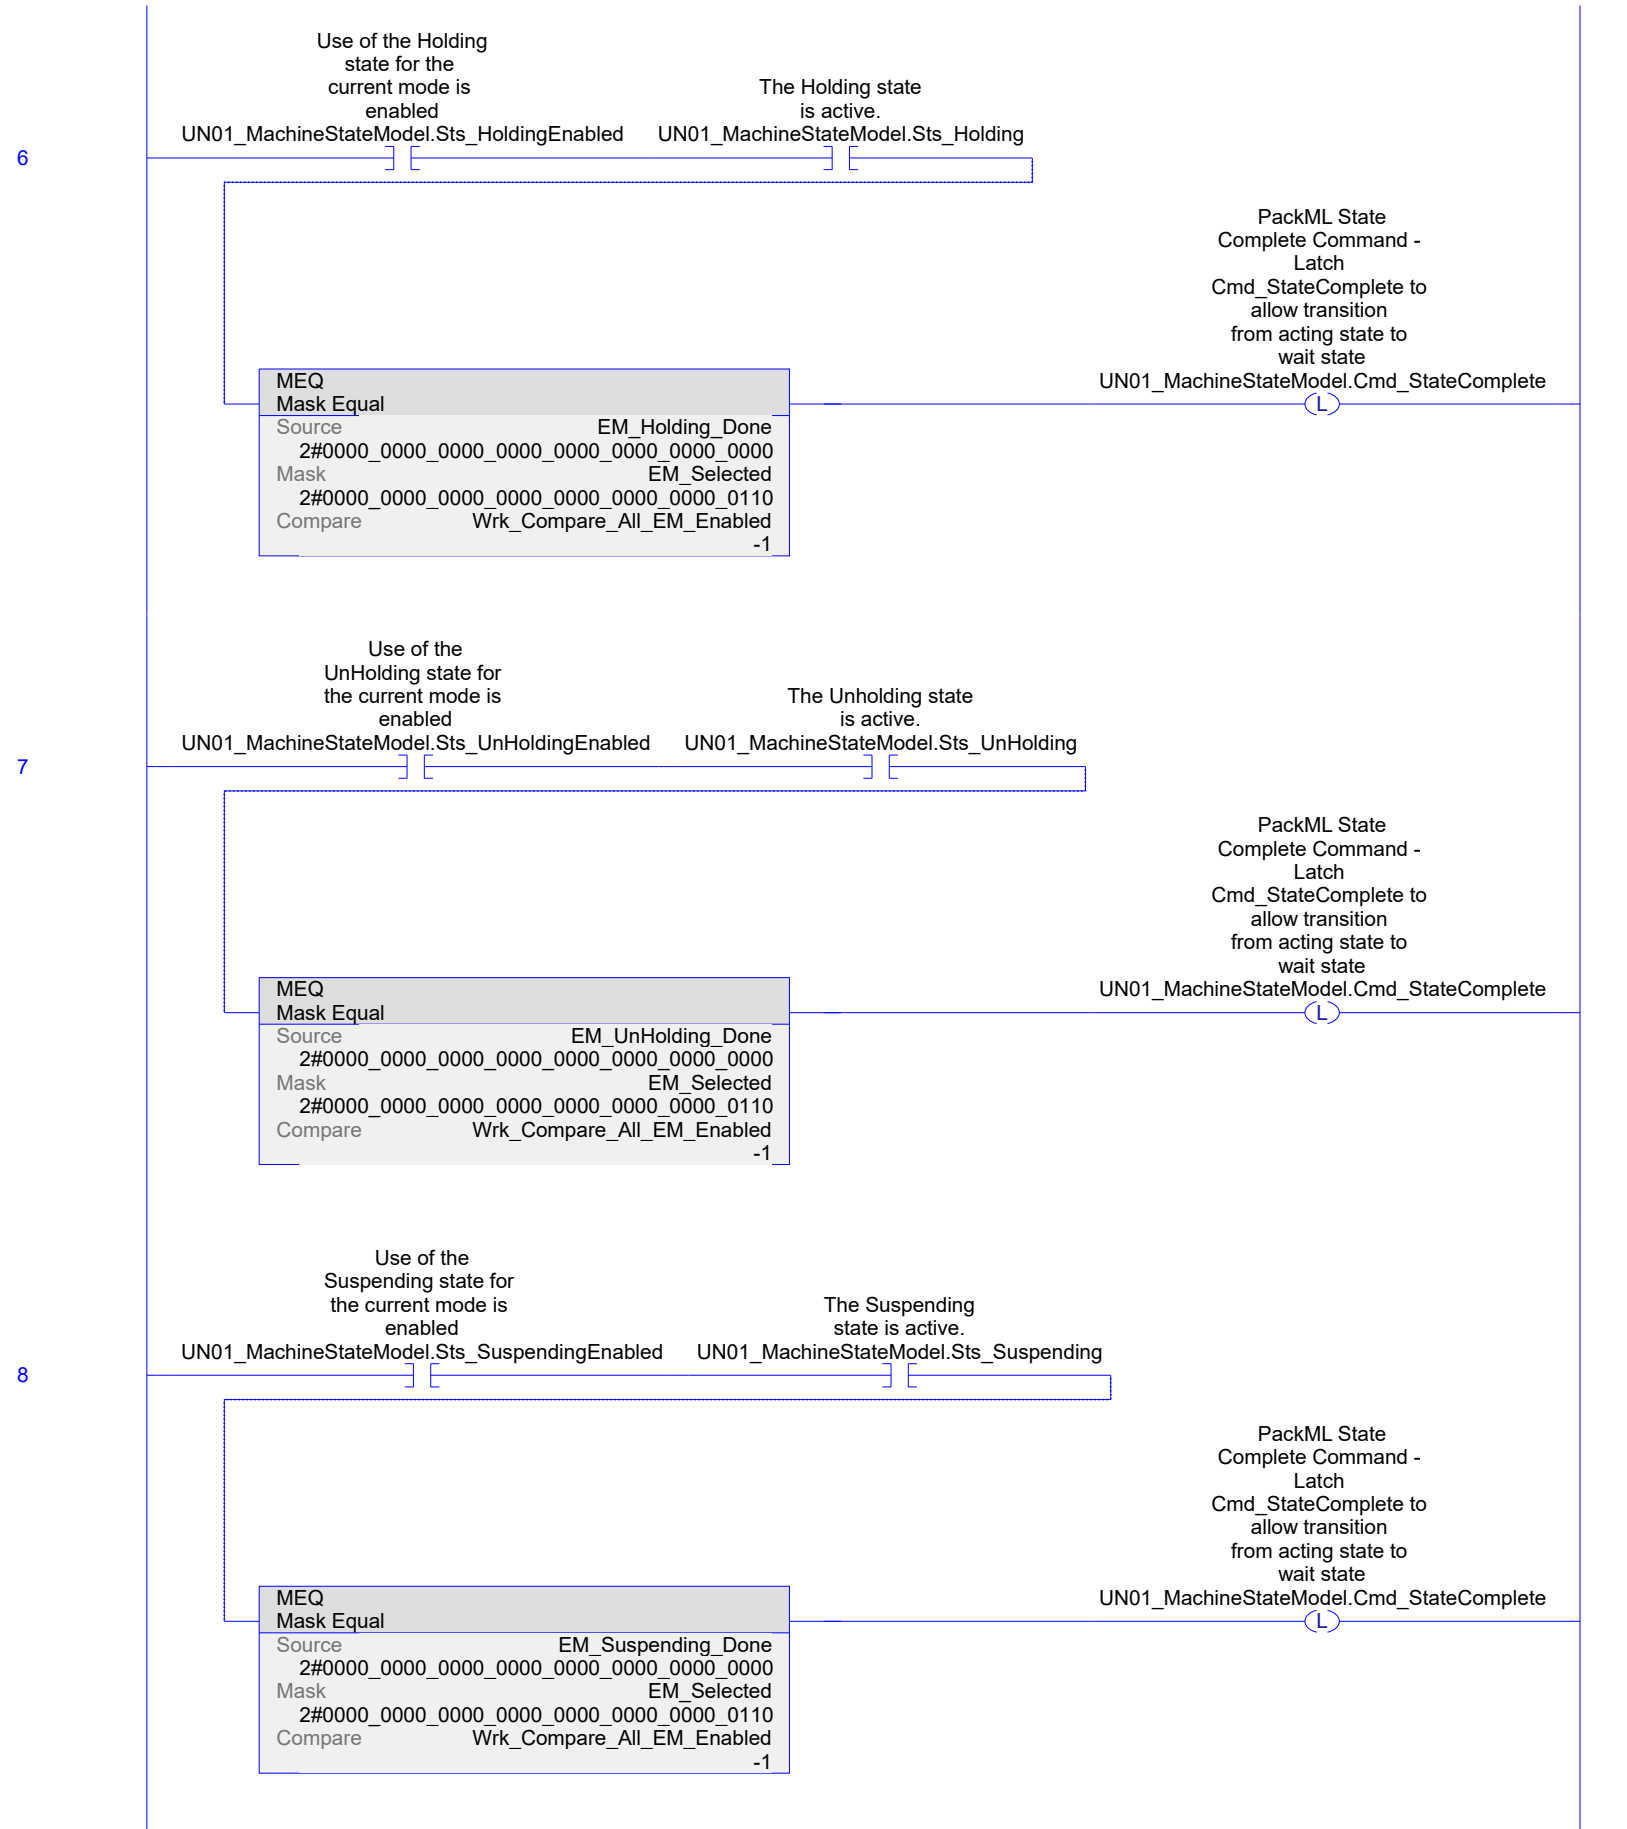 Use of the Holding
state for the
current mode is
enabled
UN01_MachineStateModel.Sts_HoldingEnabled
The Holding state
is active.
UN01_MachineStateModel.Sts_Holding
6
PackML State
Complete Command -
Latch
Cmd_StateComplete to
allow transition
from acting state to
wait state
UN01_MachineStateModel.Cmd_StateComplete
L
MEQ
Mask Equal
Source EM_Holding_Done
2#0000_0000_0000_0000_0000_0000_0000_0000
Mask EM_Selected
2#0000_0000_0000_0000_0000_0000_0000_0110
Compare Wrk_Compare_All_EM_Enabled
-1
Use of the
UnHolding state for
the current mode is
enabled
UN01_MachineStateModel.Sts_UnHoldingEnabled
The Unholding state
is active.
UN01_MachineStateModel.Sts_UnHolding
7
PackML State
Complete Command -
Latch
Cmd_StateComplete to
allow transition
from acting state to
wait state
UN01_MachineStateModel.Cmd_StateComplete
L
MEQ
Mask Equal
Source EM_UnHolding_Done
2#0000_0000_0000_0000_0000_0000_0000_0000
Mask EM_Selected
2#0000_0000_0000_0000_0000_0000_0000_0110
Compare Wrk_Compare_All_EM_Enabled
-1
Use of the
Suspending state for
the current mode is
enabled
UN01_MachineStateModel.Sts_SuspendingEnabled
The Suspending
state is active.
UN01_MachineStateModel.Sts_Suspending
8
PackML State
Complete Command -
Latch
Cmd_StateComplete to
allow transition
from acting state to
wait state
UN01_MachineStateModel.Cmd_StateComplete
L
MEQ
Mask Equal
Source EM_Suspending_Done
2#0000_0000_0000_0000_0000_0000_0000_0000
Mask EM_Selected
2#0000_0000_0000_0000_0000_0000_0000_0110
Compare Wrk_Compare_All_EM_Enabled
-1